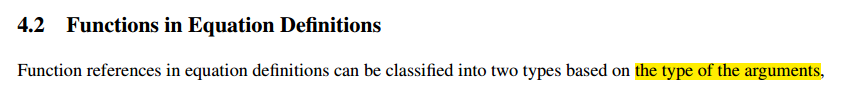 4.2 Functions in Equation Definitions
Function references in equation definitions can be classified into two types based on the type of the arguments,